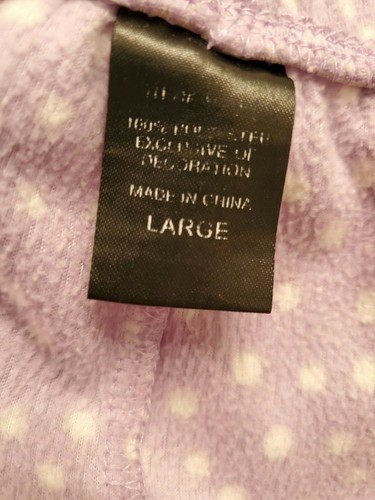 100% POLYESTER
EXCLUSIVE OF
DECORATION
MADE IN CHINA
LARGE